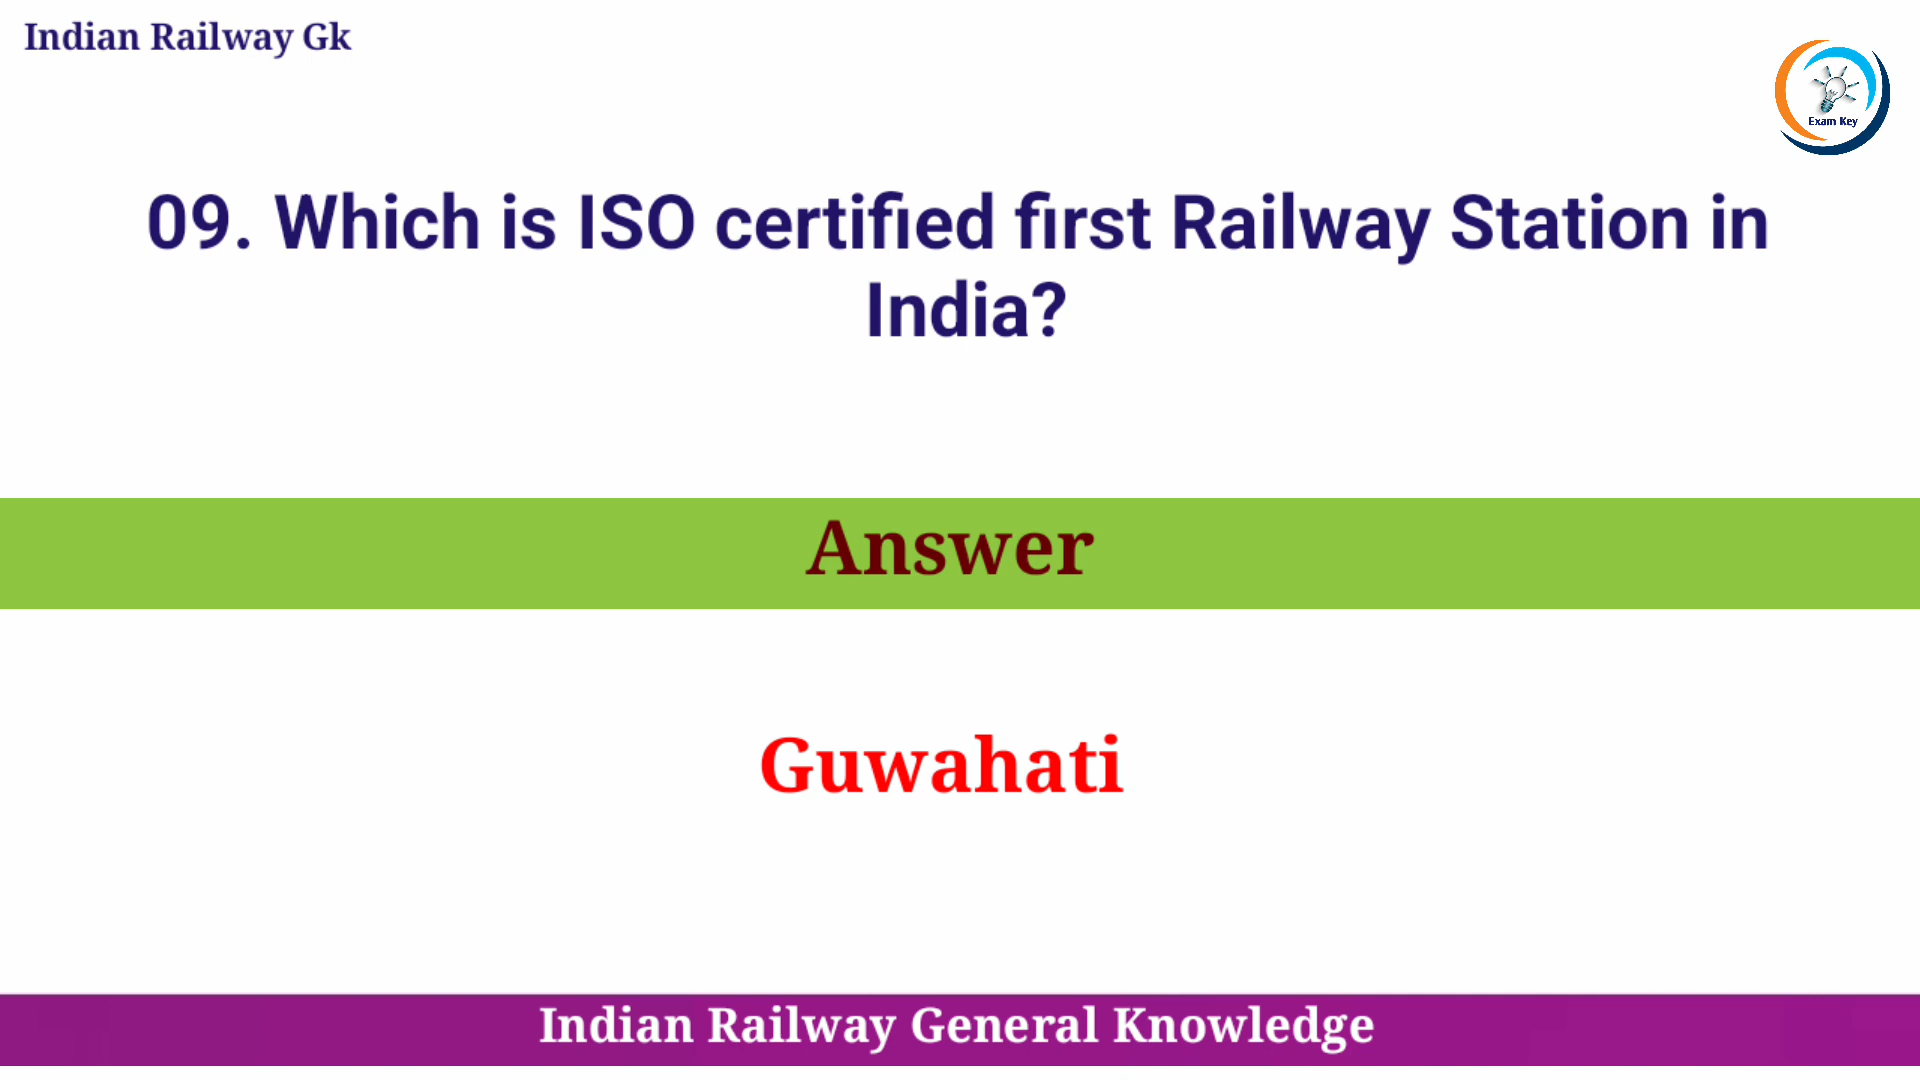 Indian Railway Gk
Exam Key
09. Which is ISO certified first Railway Station in
India?
Answer
Guwahati
Indian Railway General Knowledge